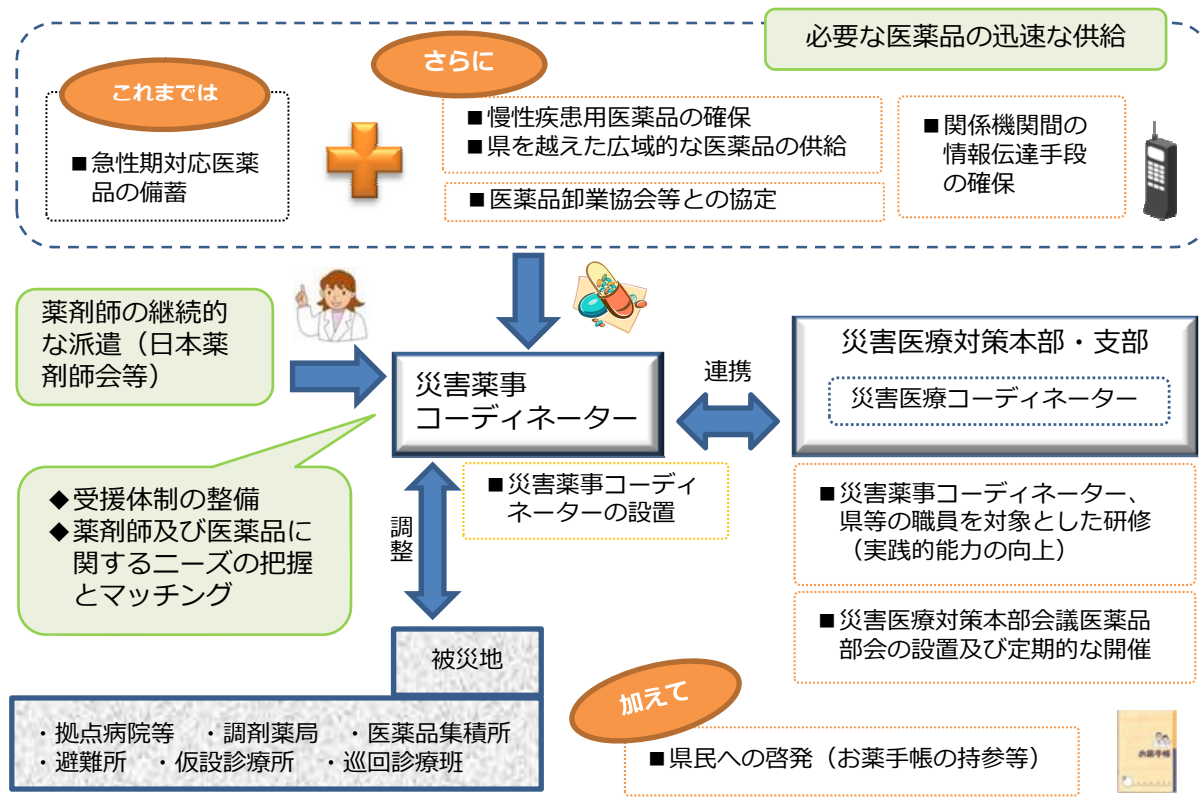 必要な医薬品の迅速な供給
これまでは
■急性期対応医薬
品の備蓄
さらに
■慢性疾患用医薬品の確保
■県を越えた広域的な医薬品の供給
■医薬品卸業協会等との協定
■関係機関間の
情報伝達手段
の確保
薬剤師の継続的
な派遣（日本薬
剤師会等）
災害薬事
コーディネーター
連携
災害医療対策本部・支部
災害医療コーディネーター
◆受援体制の整備
◆薬剤師及び医薬品に
関するニーズの把握
とマッチング
調整
■災害薬事コーディ
ネーターの設置
■災害薬事コーディネーター、
県等の職員を対象とした研修
（実践的能力の向上）
■災害医療対策本部会議医薬品
部会の設置及び定期的な開催
被災地
・拠点病院等　・調剤薬局　・医薬品集積所
・避難所　・仮設診療所　・巡回診療班
加えて
■県民への啓発（お薬手帳の持参等）
お薬手帳